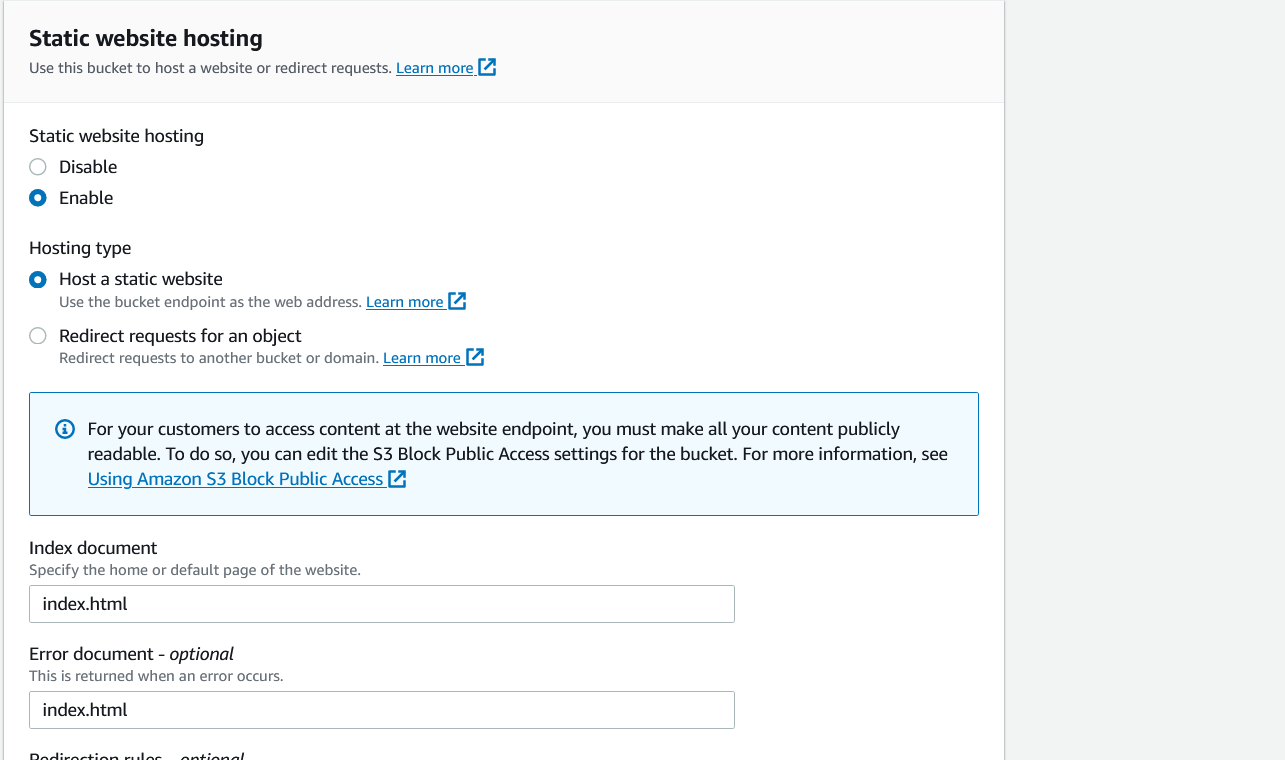 Static website hosting
Use this bucket to host a website or redirect requests. Learn more
Static website hosting
Disable
Enable
Hosting type
Host a static website
Use the bucket endpoint as the web address. Learn more
Redirect requests for an object
Redirect requests to another bucket or domain. Learn more
For your customers to access content at the website endpoint, you must make all your content publicly
readable. To do so, you can edit the S3 Block Public Access settings for the bucket. For more information, see
Using Amazon S3 Block Public Access
Index document
Specify the home or default page of the website.
index.html
Error document - optional
This is returned when an error occurs.
index.html
Redirection rules - optional